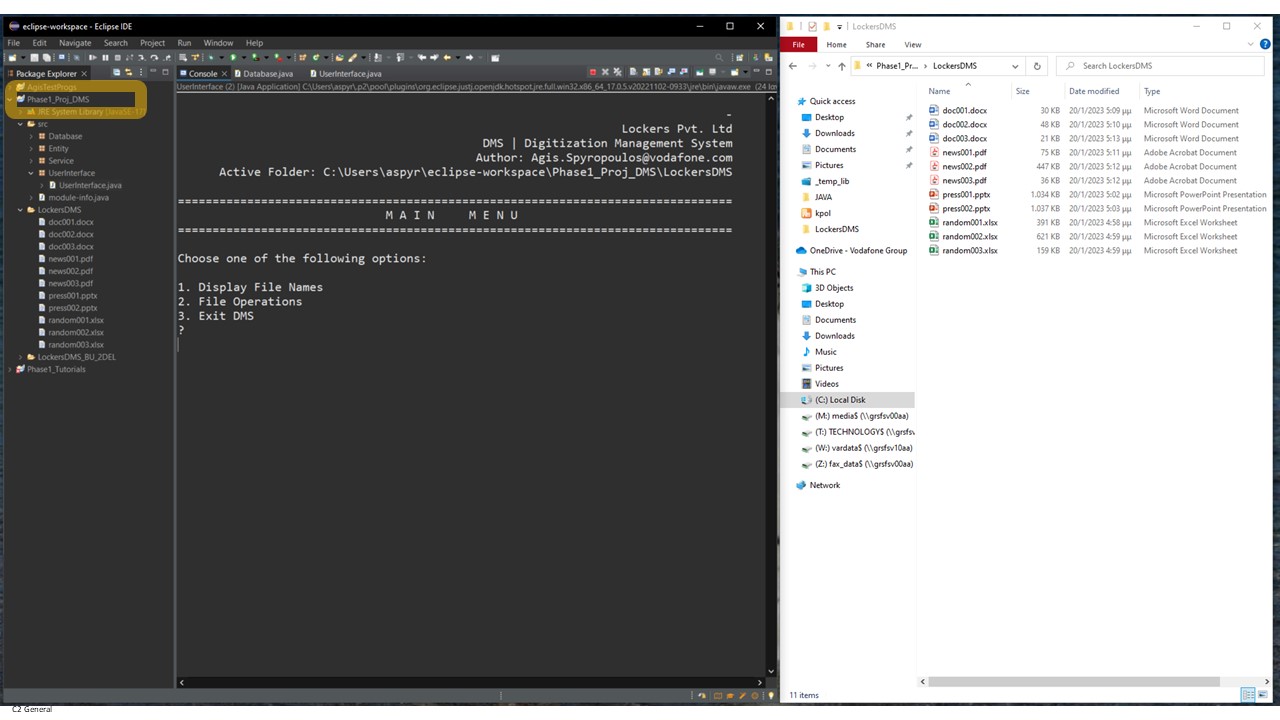 eclipse-workspace - Eclipse IDE
File Edit Navigate Search Project Run Window Help
Package Explorer
AgisTestProgs
Phase1_Proj_DMS
JRE System Library [JavaSE-17]
src
Database
Entity
Service
UserInterface
UserInterface.java
module-info.java
LockersDMS
doc001.docx
doc002.docx
doc003.docx
news001.pdf
news002.pdf
news003.pdf
press001.pptx
press002.pptx
random001.xlsx
random002.xlsx
random003.xlsx
LockersDMS_BU_2DEL
Phase1_Tutorials
Console Database.java UserInterface.java
UserInterface (2) [Java Application] C:\Users\aspyr\.p2\pool\plugins\org.eclipse.justj.openjdk.hotspot.jre.full.win32.x86_64_17.0.5.v20221102-0933\jre\bin\javaw.exe (24 Ιαν
-
Lockers Pvt. Ltd
DMS | Digitization Management System
Author: Agis.Spyropoulos@vodafone.com
Active Folder: C:\Users\aspyr\eclipse-workspace\Phase1_Proj_DMS\LockersDMS
================================================================================
M A I N M E N U
================================================================================
Choose one of the following options:
1. Display File Names
2. File Operations
3. Exit DMS
?
LockersDMS
File Home Share View
« Phase1_Proj... › LockersDMS
Search LockersDMS
Quick access
Desktop
Downloads
Documents
Pictures
_temp_lib
JAVA
kpol
LockersDMS
OneDrive - Vodafone Group
This PC
3D Objects
Desktop
Documents
Downloads
Music
Pictures
Videos
(C:) Local Disk
(M:) media$ (\\grsfsv00aa)
(T:) TECHNOLOGY$ (\\grsfsv
(W:) vardata$ (\\grsfsv10aa)
(Z:) fax_data$ (\\grsfsv00aa)
Network
Name Size Date modified Type
doc001.docx 30 KB 20/1/2023 5:09 μμ Microsoft Word Document
doc002.docx 48 KB 20/1/2023 5:10 μμ Microsoft Word Document
doc003.docx 21 KB 20/1/2023 5:13 μμ Microsoft Word Document
news001.pdf 75 KB 20/1/2023 5:11 μμ Adobe Acrobat Document
news002.pdf 447 KB 20/1/2023 5:12 μμ Adobe Acrobat Document
news003.pdf 36 KB 20/1/2023 5:12 μμ Adobe Acrobat Document
press001.pptx 1.034 KB 20/1/2023 5:02 μμ Microsoft PowerPoint Presentation
press002.pptx 1.037 KB 20/1/2023 5:03 μμ Microsoft PowerPoint Presentation
random001.xlsx 391 KB 20/1/2023 4:58 μμ Microsoft Excel Worksheet
random002.xlsx 621 KB 20/1/2023 4:59 μμ Microsoft Excel Worksheet
random003.xlsx 159 KB 20/1/2023 4:59 μμ Microsoft Excel Worksheet
11 items
C2 General